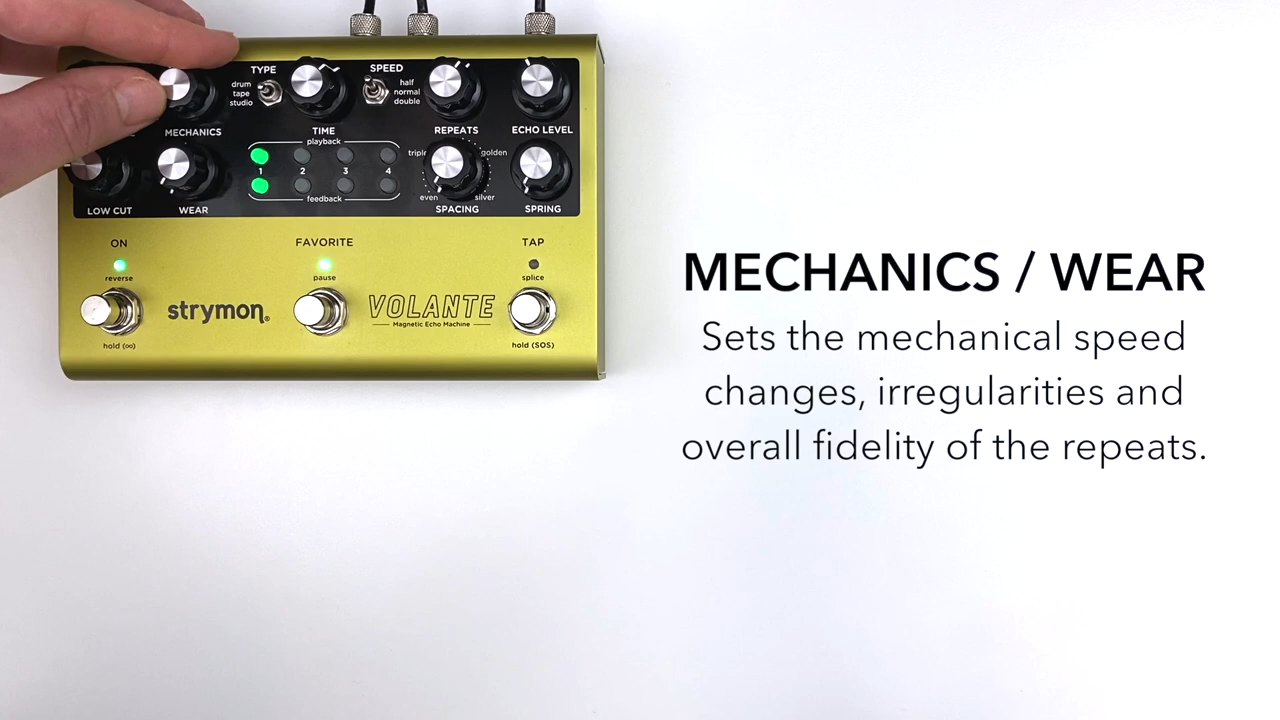 TYPE
SPEED
drum
tape
studio
half
normal
double
MECHANICS
TIME
REPEATS
ECHO LEVEL
playback
triple
golden
1 2 3 4
even
silver
feedback
LOW CUT
WEAR
SPACING
SPRING
ON
FAVORITE
TAP
reverse
pause
splice
strymon®
VOLANTE
Magnetic Echo Machine
hold (∞)
hold (SOS)
MECHANICS / WEAR
Sets the mechanical speed
changes, irregularities and
overall fidelity of the repeats.